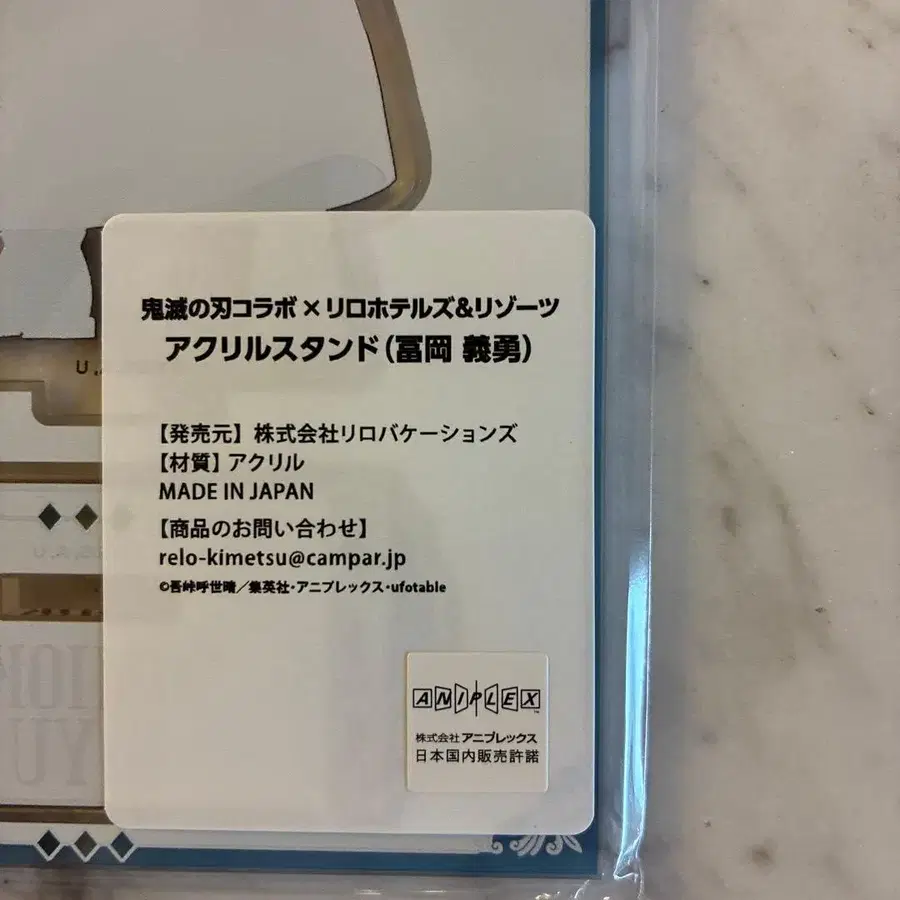 鬼滅の刃コラボ×リロホテルズ&リゾーツ
アクリルスタンド(冨岡 義勇)
【発売元】株式会社リロバケーションズ
【材質】アクリル
MADE IN JAPAN
【商品のお問い合わせ】
relo-kimetsu@campar.jp
©吾峠呼世晴／集英社・アニプレックス・ufotable
ANIPLEX
株式会社アニプレックス
日本国内販売許諾